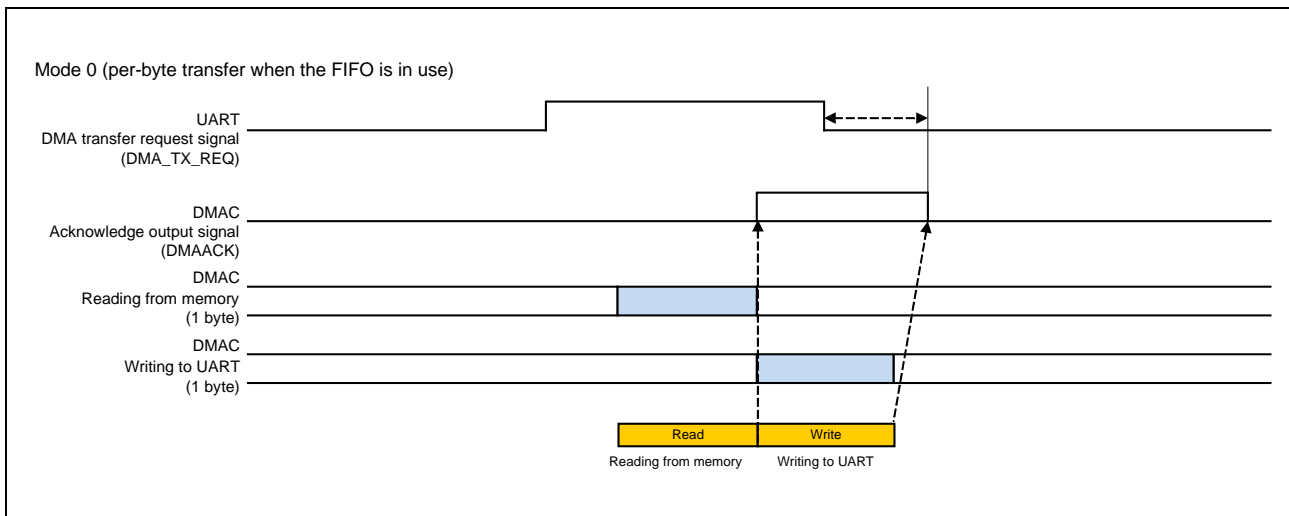 Mode 0 (per-byte transfer when the FIFO is in use)
UART
DMA transfer request signal
(DMA_TX_REQ)
DMAC
Acknowledge output signal
(DMAACK)
DMAC
Reading from memory
(1 byte)
DMAC
Writing to UART
(1 byte)
Read
Write
Reading from memory
Writing to UART